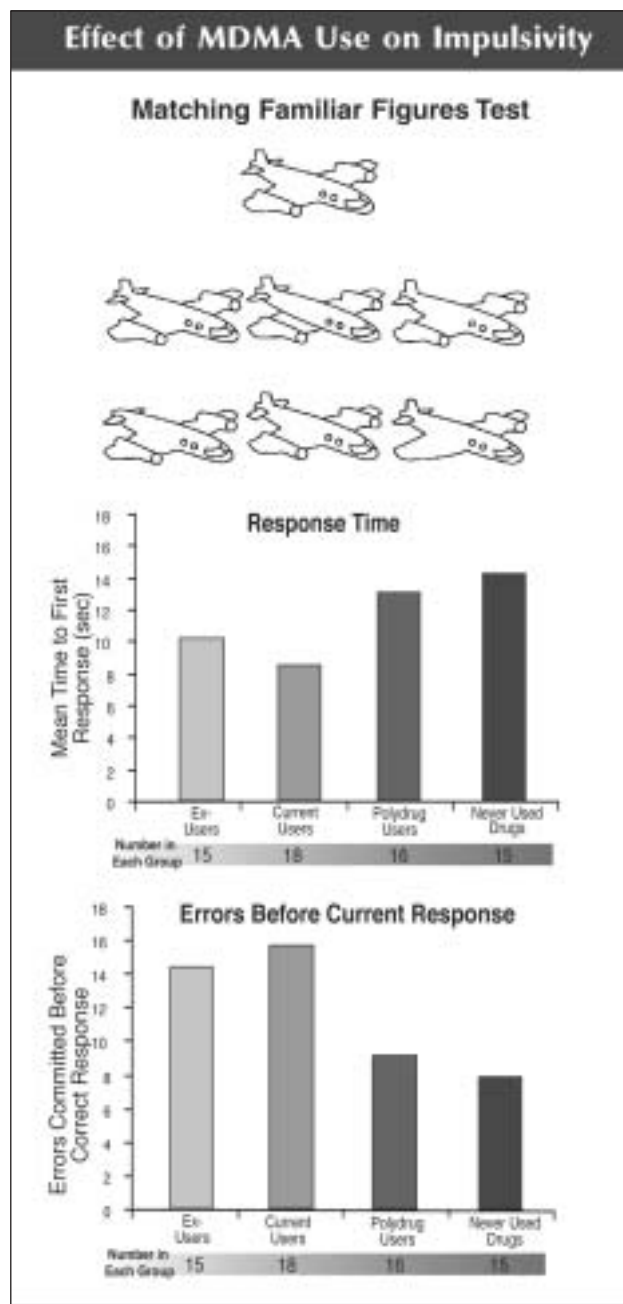 Effect of MDMA Use on Impulsivity
Matching Familiar Figures Test
Response Time
Mean Time to First
Response (sec)
18
16
14
12
10
8
6
4
2
0
Ex-
Users
Current
Users
Polydrug
Users
Never Used
Drugs
Number in
Each Group
15
18
16
15
Errors Before Current Response
Errors Committed Before
Correct Response
18
16
14
12
10
8
6
4
2
0
Ex-
Users
Current
Users
Polydrug
Users
Never Used
Drugs
Number in
Each Group
15
18
16
15